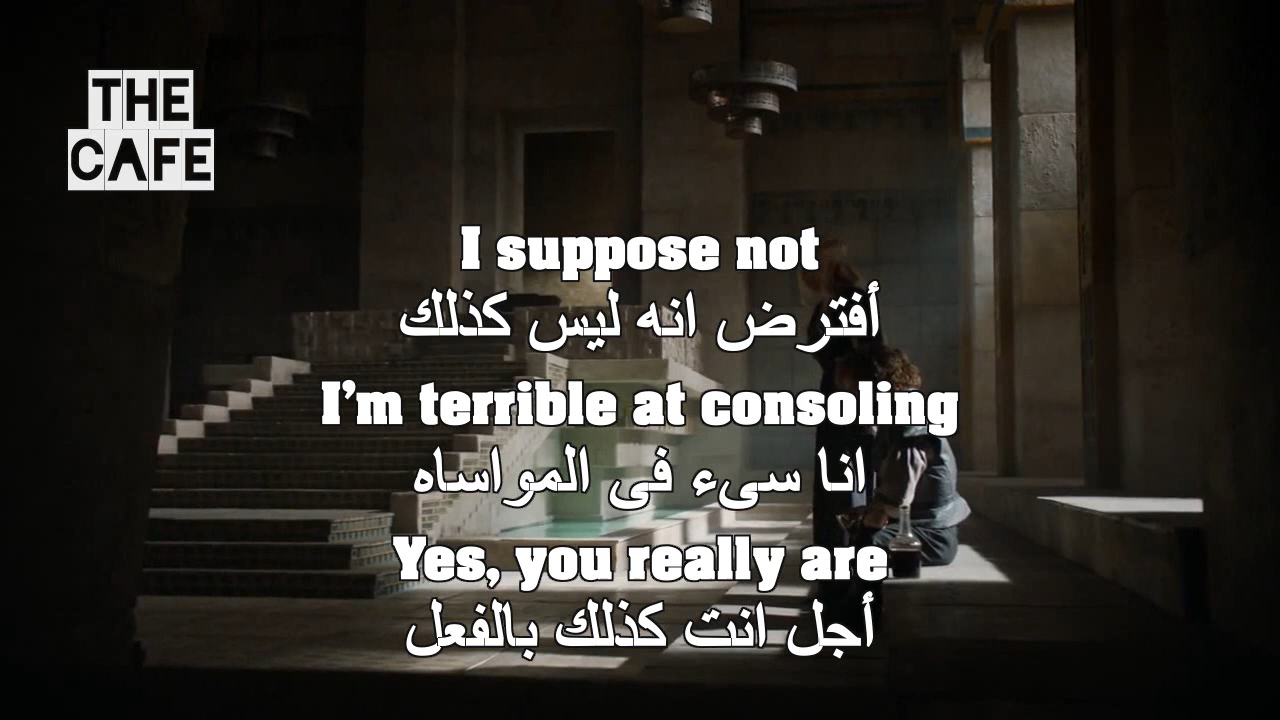 THE
CAFE
I suppose not
أفترض انه ليس كذلك
I'm terrible at consoling
انا سىء فى المواساه
Yes, you really are
أجل انت كذلك بالفعل